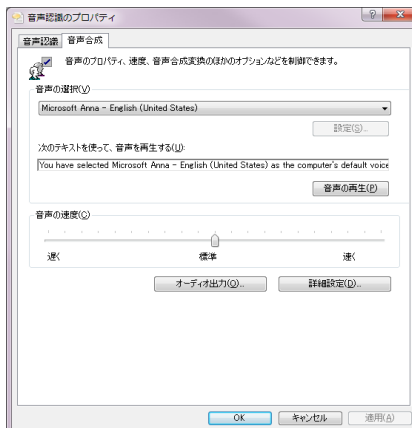 音声認識のプロパティ
音声認識
音声合成
音声のプロパティ、速度、音声合成変換のほかのオプションなどを制御できます。
音声の選択(V)
Microsoft Anna - English (United States)
設定(S)...
次のテキストを使って、音声を再生する(U):
You have selected Microsoft Anna - English (United States) as the computer's default voice
音声の再生(P)
音声の速度(C)
遅く 標準 速く
オーディオ出力(O)... 詳細設定(D)...
OK キャンセル 適用(A)